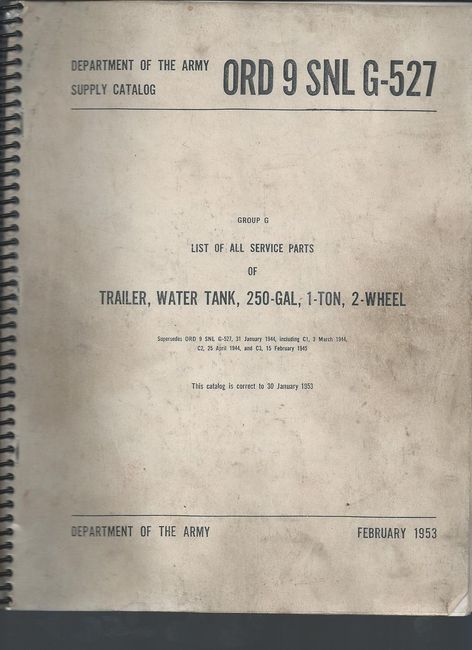 DEPARTMENT OF THE ARMY
SUPPLY CATALOG
ORD 9 SNL G-527
GROUP G
LIST OF ALL SERVICE PARTS
OF
TRAILER, WATER TANK, 250-GAL, 1-TON, 2-WHEEL
Supersedes ORD 9 SNL G-527, 31 January 1944, including C1, 3 March 1944,
C2, 25 April 1944, and C3, 15 February 1945
This catalog is correct to 30 January 1953
DEPARTMENT OF THE ARMY
FEBRUARY 1953